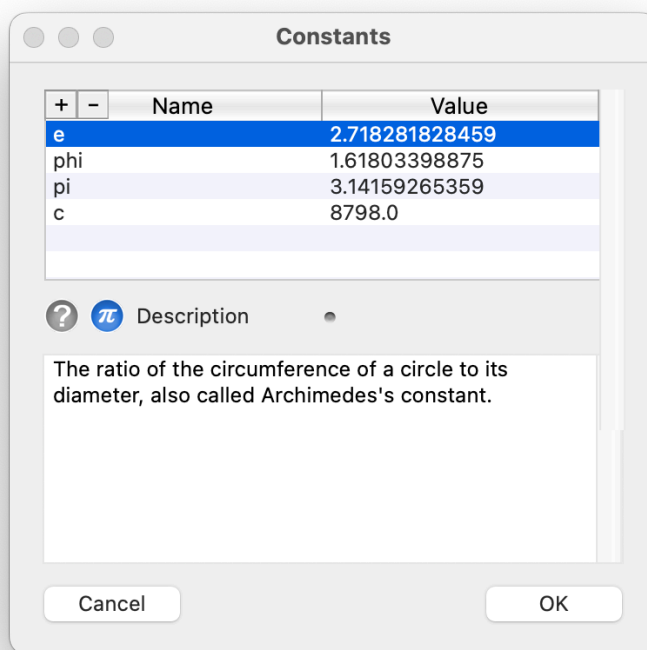 Constants
+ - Name Value
e 2.718281828459
phi 1.61803398875
pi 3.14159265359
c 8798.0
? π Description
The ratio of the circumference of a circle to its
diameter, also called Archimedes's constant.
Cancel OK